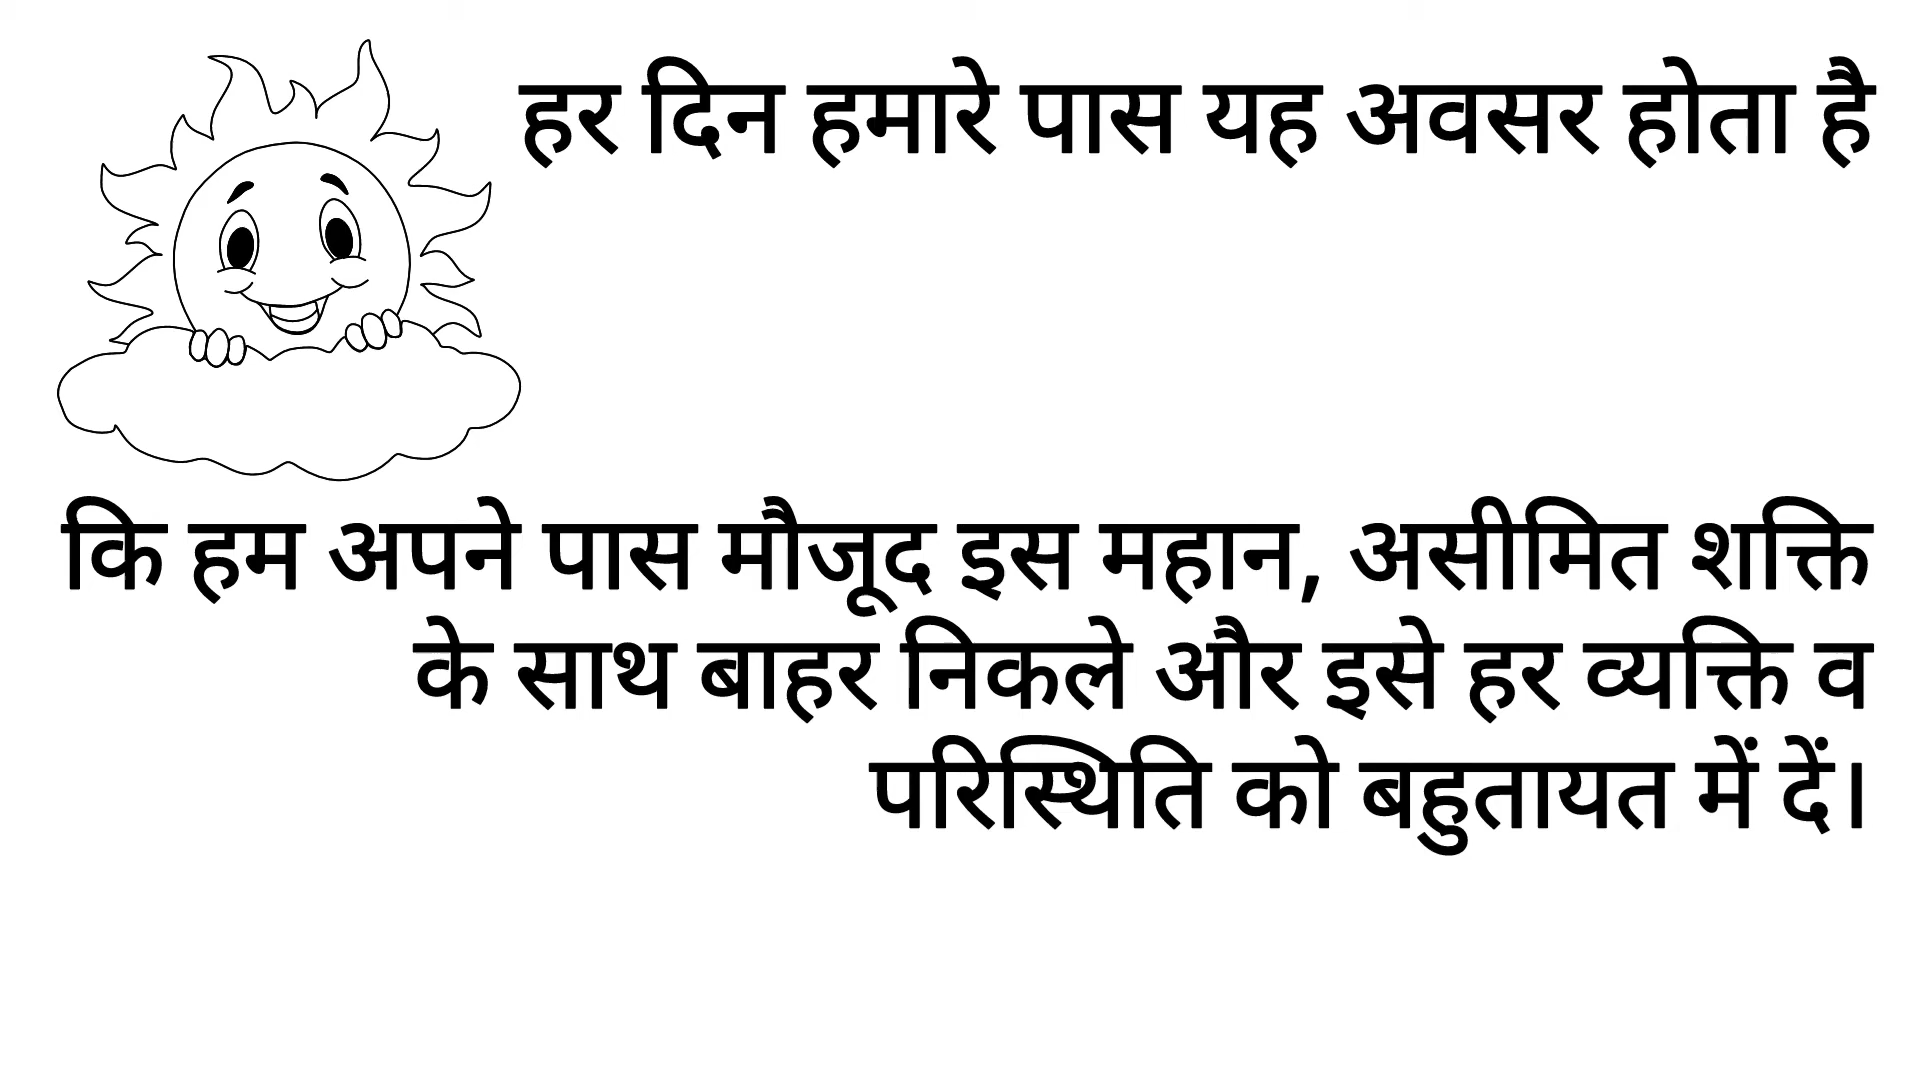 हर दिन हमारे पास यह अवसर होता है
कि हम अपने पास मौजूद इस महान, असीमित शक्ति
के साथ बाहर निकले और इसे हर व्यक्ति व
परिस्थिति को बहुतायत में दें।